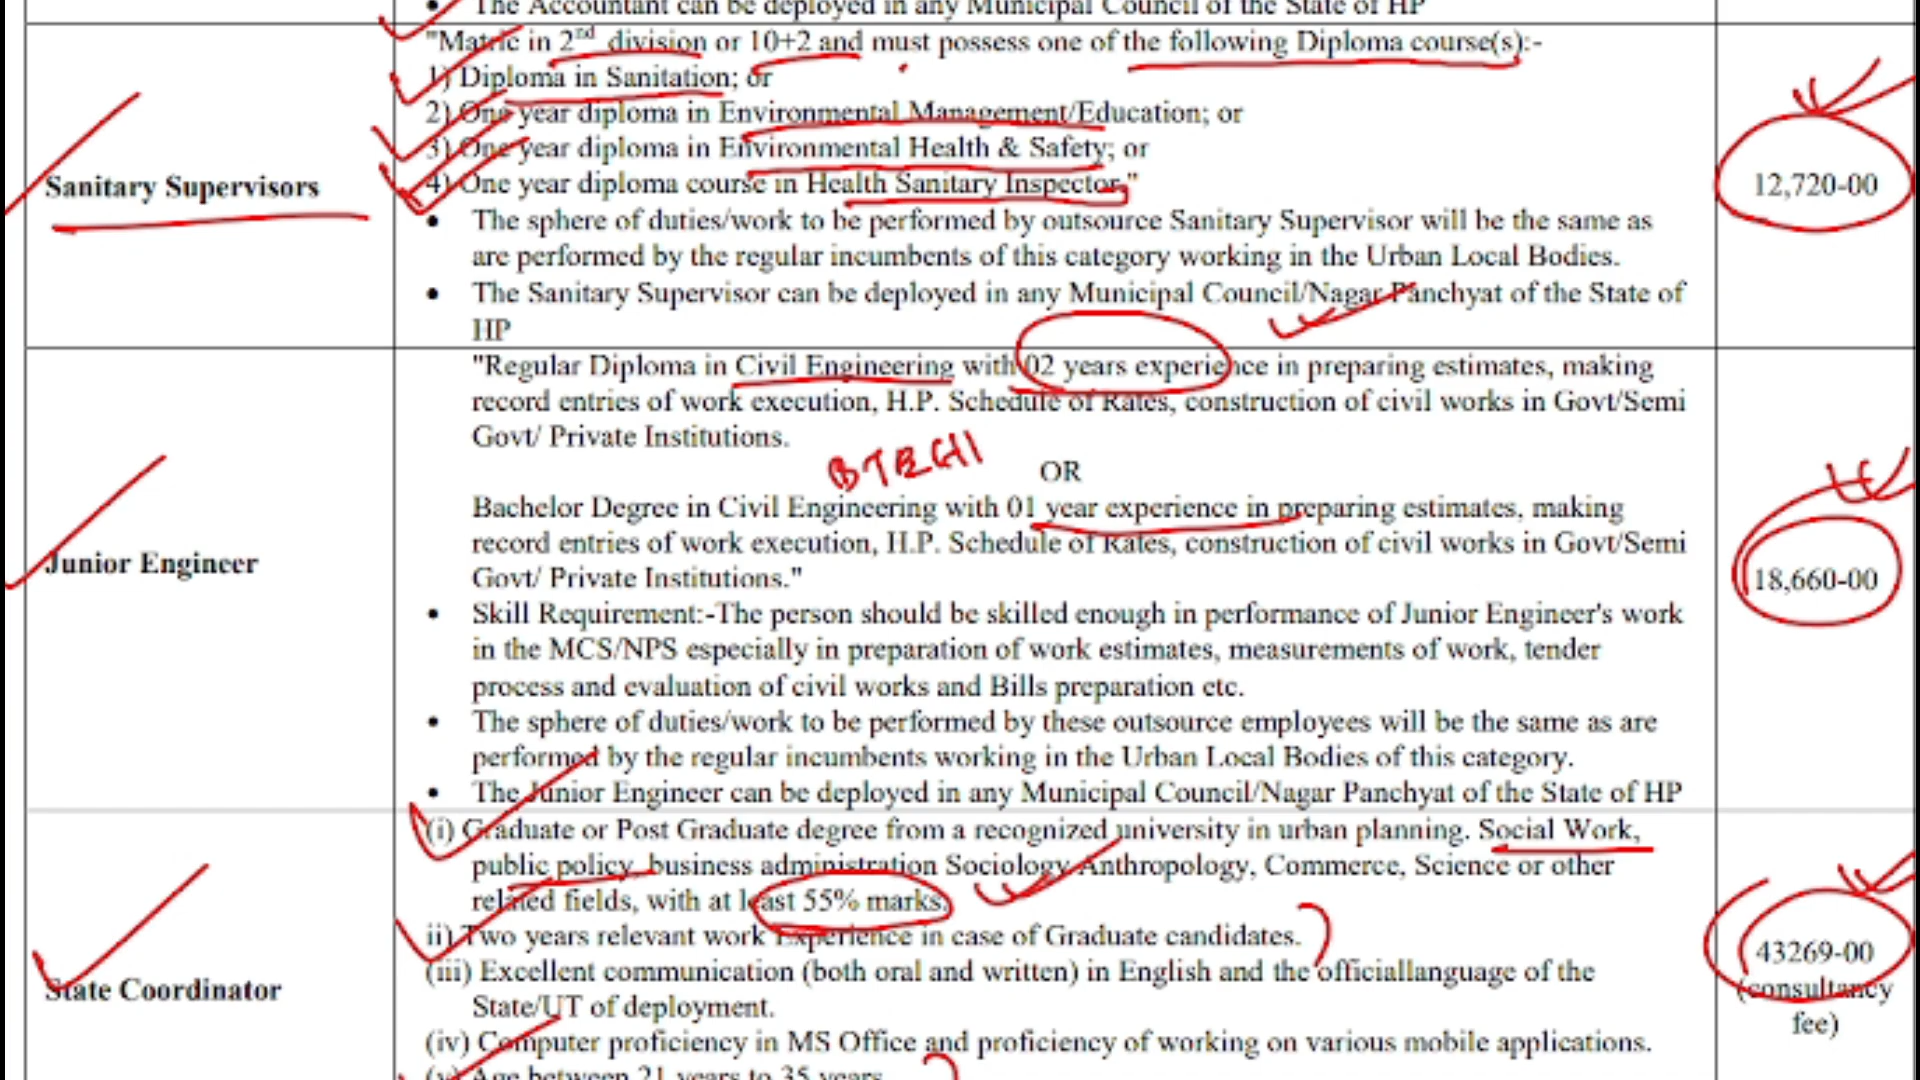 The Accountant can be deployed in any Municipal Council of the State of HP
Sanitary Supervisors
"Matric in 2nd division or 10+2 and must possess one of the following Diploma course(s):-
1) Diploma in Sanitation; or
2) One year diploma in Environmental Management/Education; or
3) One year diploma in Environmental Health & Safety; or
4) One year diploma course in Health Sanitary Inspector."
• The sphere of duties/work to be performed by outsource Sanitary Supervisor will be the same as
are performed by the regular incumbents of this category working in the Urban Local Bodies.
• The Sanitary Supervisor can be deployed in any Municipal Council/Nagar Panchyat of the State of
HP
12,720-00
Junior Engineer
"Regular Diploma in Civil Engineering with 02 years experience in preparing estimates, making
record entries of work execution, H.P. Schedule of Rates, construction of civil works in Govt/Semi
Govt/ Private Institutions.
BTECH
OR
Bachelor Degree in Civil Engineering with 01 year experience in preparing estimates, making
record entries of work execution, H.P. Schedule of Rates, construction of civil works in Govt/Semi
Govt/ Private Institutions."
• Skill Requirement:-The person should be skilled enough in performance of Junior Engineer's work
in the MCS/NPS especially in preparation of work estimates, measurements of work, tender
process and evaluation of civil works and Bills preparation etc.
• The sphere of duties/work to be performed by these outsource employees will be the same as are
performed by the regular incumbents working in the Urban Local Bodies of this category.
• The Junior Engineer can be deployed in any Municipal Council/Nagar Panchyat of the State of HP
18,660-00
State Coordinator
(i) Graduate or Post Graduate degree from a recognized university in urban planning. Social Work,
public policy, business administration Sociology Anthropology, Commerce, Science or other
related fields, with at least 55% marks.
ii) Two years relevant work Experience in case of Graduate candidates.
(iii) Excellent communication (both oral and written) in English and the officiallanguage of the
State/UT of deployment.
(iv) Computer proficiency in MS Office and proficiency of working on various mobile applications.
(v) Age between 21 years to 35 years
43269-00
(consultancy
fee)